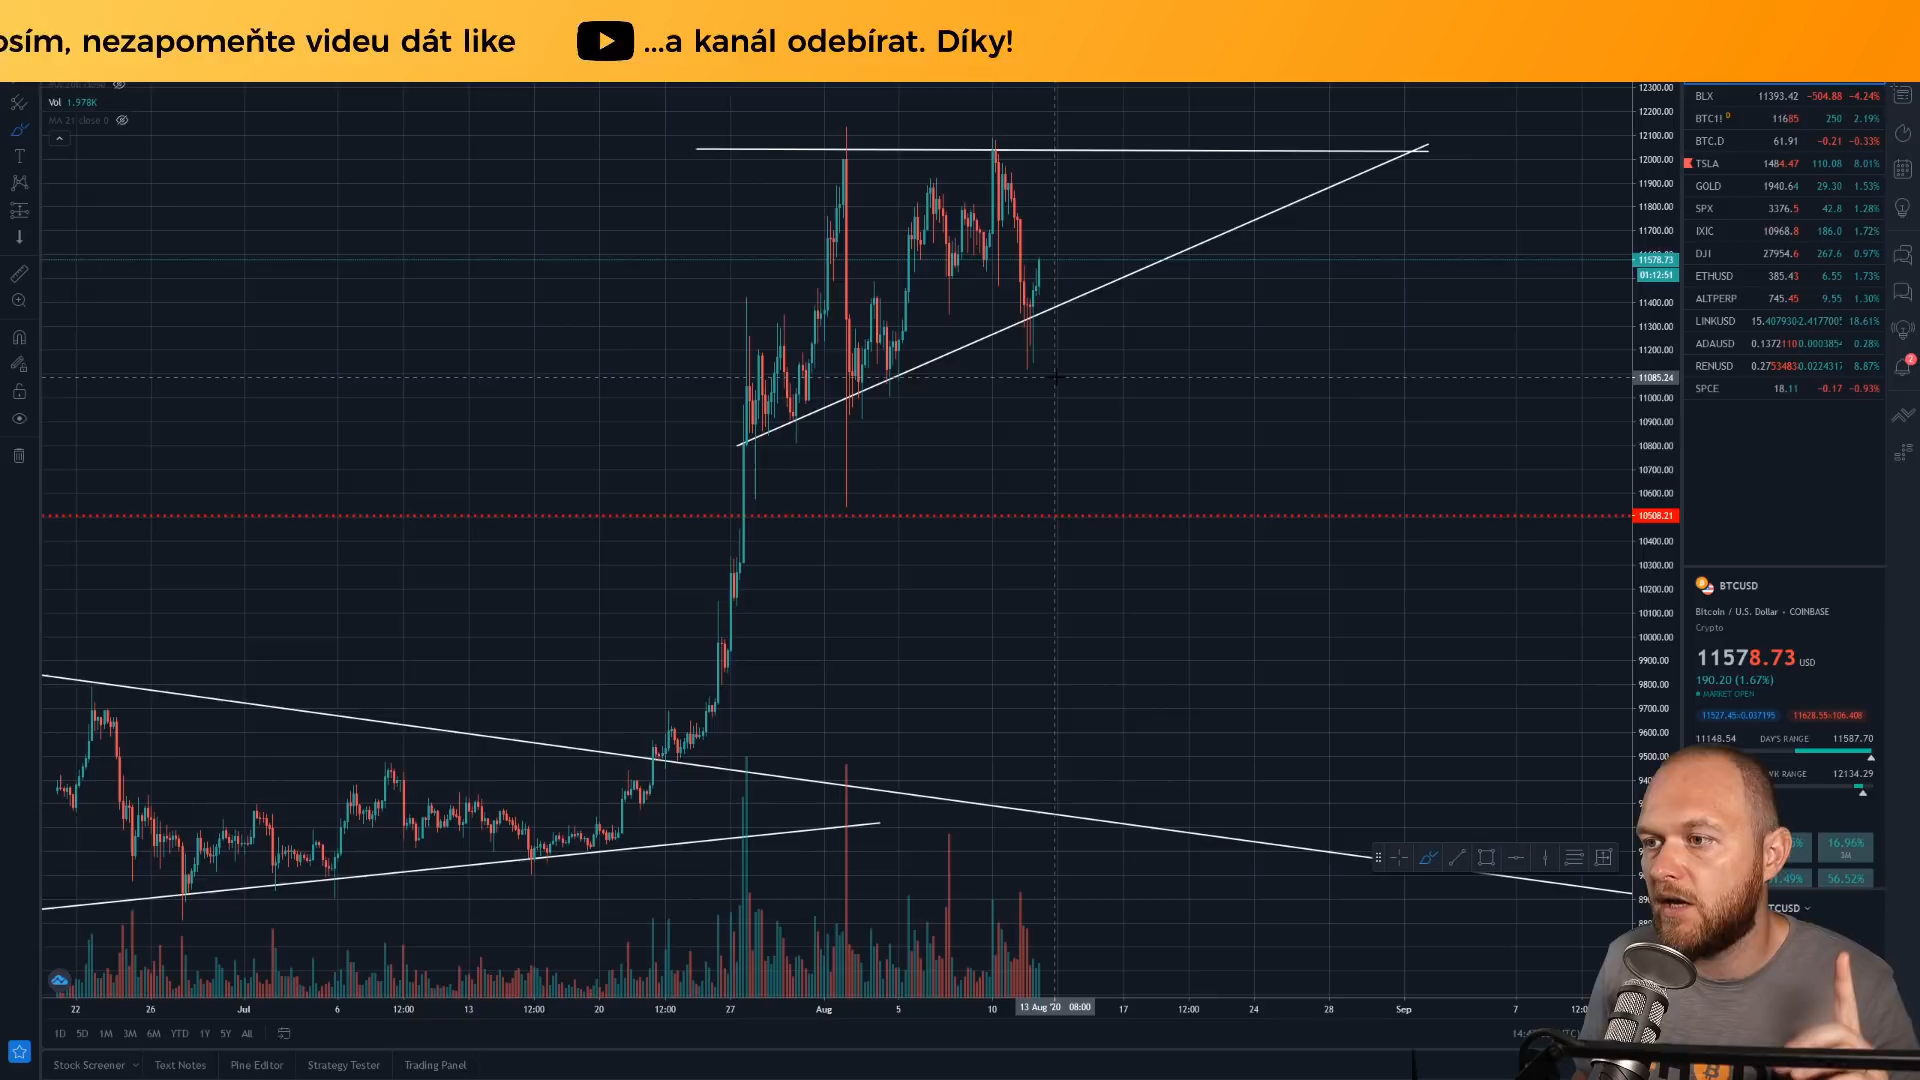 osím, nezapomeňte videu dát like
...a kanál odebírat. Díky!
Vol 1.978K
MA 21 close 0
12300.00
12200.00
12100.00
12000.00
11900.00
11800.00
11700.00
11578.73
01:12:51
11400.00
11300.00
11200.00
11085.24
11000.00
10900.00
10800.00
10700.00
10600.00
10508.21
10400.00
10300.00
10200.00
10100.00
10000.00
9900.00
9800.00
9700.00
9600.00
9500.00
BLX 11393.42 -504.88 -4.24%
BTC1! D 11685 250 2.19%
BTC.D 61.91 -0.21 -0.33%
TSLA 1484.47 110.08 8.01%
GOLD 1940.64 29.30 1.53%
SPX 3376.5 42.8 1.28%
IXIC 10968.8 186.0 1.72%
DJI 27954.6 267.6 0.97%
ETHUSD 385.43 6.55 1.73%
ALTPERP 745.45 9.55 1.30%
LINKUSD 15.407930 2.417700 18.61%
ADAUSD 0.1372110 0.0003854 0.28%
RENUSD 0.2753483 0.0224317 8.87%
SPCE 18.11 -0.17 -0.93%
2
BTCUSD
Bitcoin / U.S. Dollar • COINBASE
Crypto
11578.73 USD
190.20 (1.67%)
MARKET OPEN
11527.45×0.037195 11628.55×106.408
11148.54 DAY'S RANGE 11587.70
WK RANGE 12134.29
16.96%
3M
56.52%
TCUSD
22 26 Jul 6 12:00 13 12:00 20 12:00 27 Aug 5 10 13 Aug '20 08:00 17 12:00 24 28 Sep 7
1D 5D 1M 3M 6M YTD 1Y 5Y All
Stock Screener Text Notes Pine Editor Strategy Tester Trading Panel